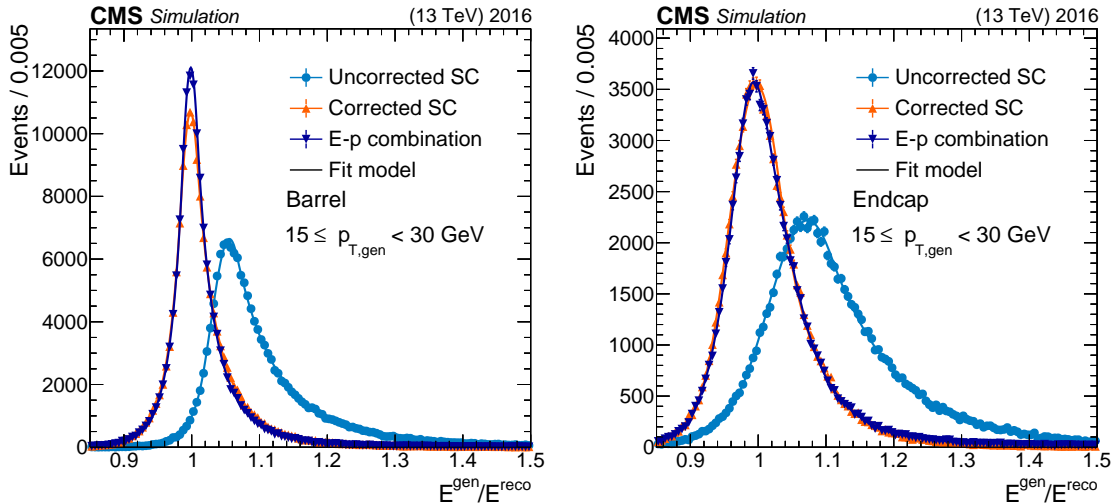 CMS Simulation (13 TeV) 2016
Events / 0.005
12000
10000
8000
6000
4000
2000
0
Uncorrected SC
Corrected SC
E-p combination
Fit model
Barrel
15 ≤ p_T,gen < 30 GeV
0.9 1 1.1 1.2 1.3 1.4 1.5
E^gen/E^reco
CMS Simulation (13 TeV) 2016
Events / 0.005
4000
3500
3000
2500
2000
1500
1000
500
0
Uncorrected SC
Corrected SC
E-p combination
Fit model
Endcap
15 ≤ p_T,gen < 30 GeV
0.9 1 1.1 1.2 1.3 1.4 1.5
E^gen/E^reco